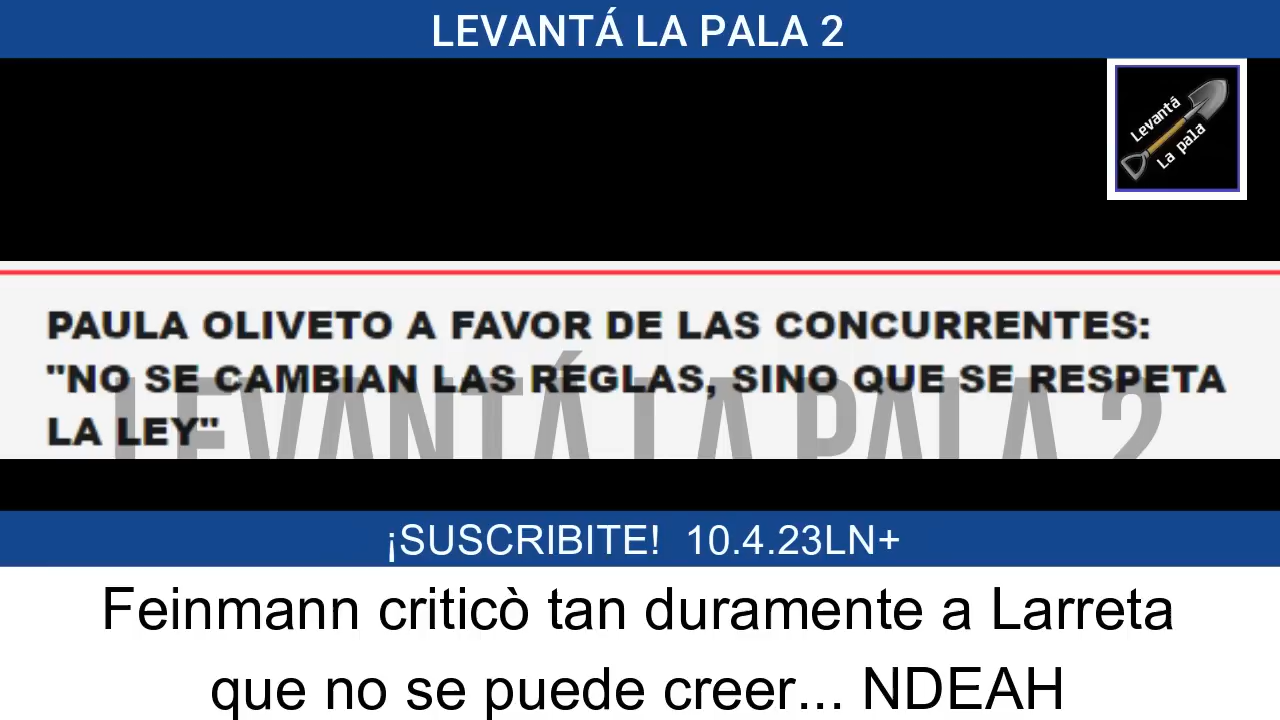 LEVANTÁ LA PALA 2
Levantá
La pala
PAULA OLIVETO A FAVOR DE LAS CONCURRENTES:
"NO SE CAMBIAN LAS REGLAS, SINO QUE SE RESPETA
LA LEY"
LEVANTÁ LA PALA 2
¡SUSCRIBITE! 10.4.23LN+
Feinmann criticò tan duramente a Larreta
que no se puede creer... NDEAH